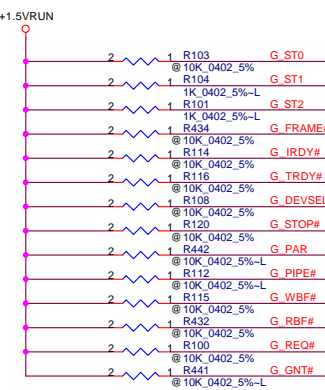 +1.5VRUN
2 1 R103 G_ST0
@10K_0402_5%
2 1 R104 G_ST1
1K_0402_5%~L
2 1 R101 G_ST2
1K_0402_5%~L
2 1 R434 G_FRAME#
@10K_0402_5%
2 1 R114 G_IRDY#
@10K_0402_5%
2 1 R116 G_TRDY#
@10K_0402_5%
2 1 R108 G_DEVSEL
@10K_0402_5%
2 1 R120 G_STOP#
@10K_0402_5%
2 1 R442 G_PAR
@10K_0402_5%~L
2 1 R112 G_PIPE#
@10K_0402_5%~L
2 1 R115 G_WBF#
@10K_0402_5%
2 1 R432 G_RBF#
@10K_0402_5%
2 1 R100 G_REQ#
@10K_0402_5%
2 1 R441 G_GNT#
@10K_0402_5%~L